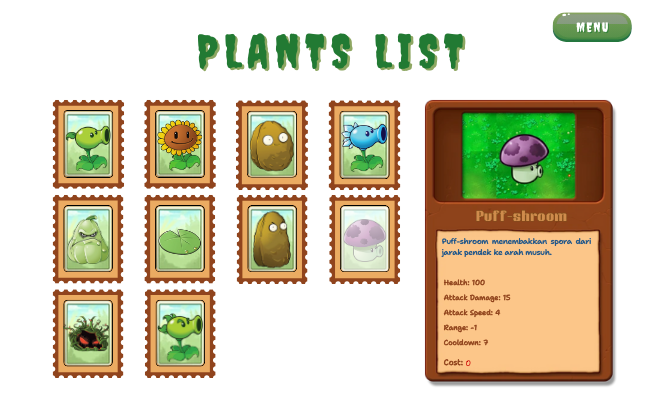 MENU
PLANTS LIST
Puff-shroom
Puff-shroom menembakkan spora dari
jarak pendek ke arah musuh.
Health: 100
Attack Damage: 15
Attack Speed: 4
Range: -1
Cooldown: 7
Cost: 0